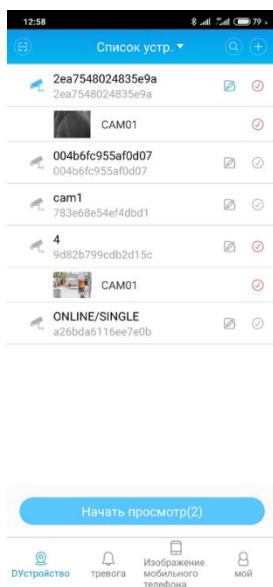 12:58
79
Список устр. ▼
2ea7548024835e9a
2ea7548024835e9a
CAM01
004b6fc955af0d07
004b6fc955af0d07
cam1
783e68e54ef4dbd1
4
9d82b799cdb2d15c
CAM01
ONLINE/SINGLE
a26bda6116ee7e0b
Начать просмотр(2)
DУстройство
тревога
Изображение
мобильного
телефона
мой